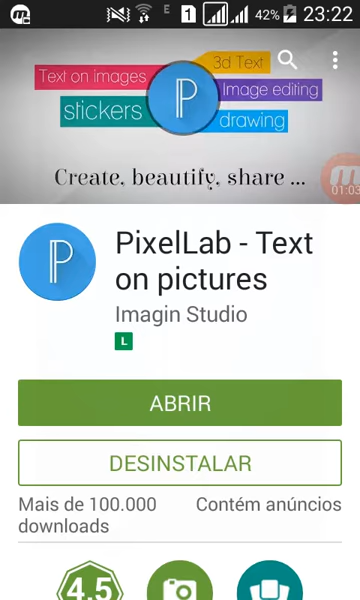 E 1 42% 23:22
3d Text
Text on images
Image editing
stickers
drawing
Create, beautify, share ...
01:03
PixelLab - Text
on pictures
Imagin Studio
L
ABRIR
DESINSTALAR
Mais de 100.000
downloads
Contém anúncios
4,5